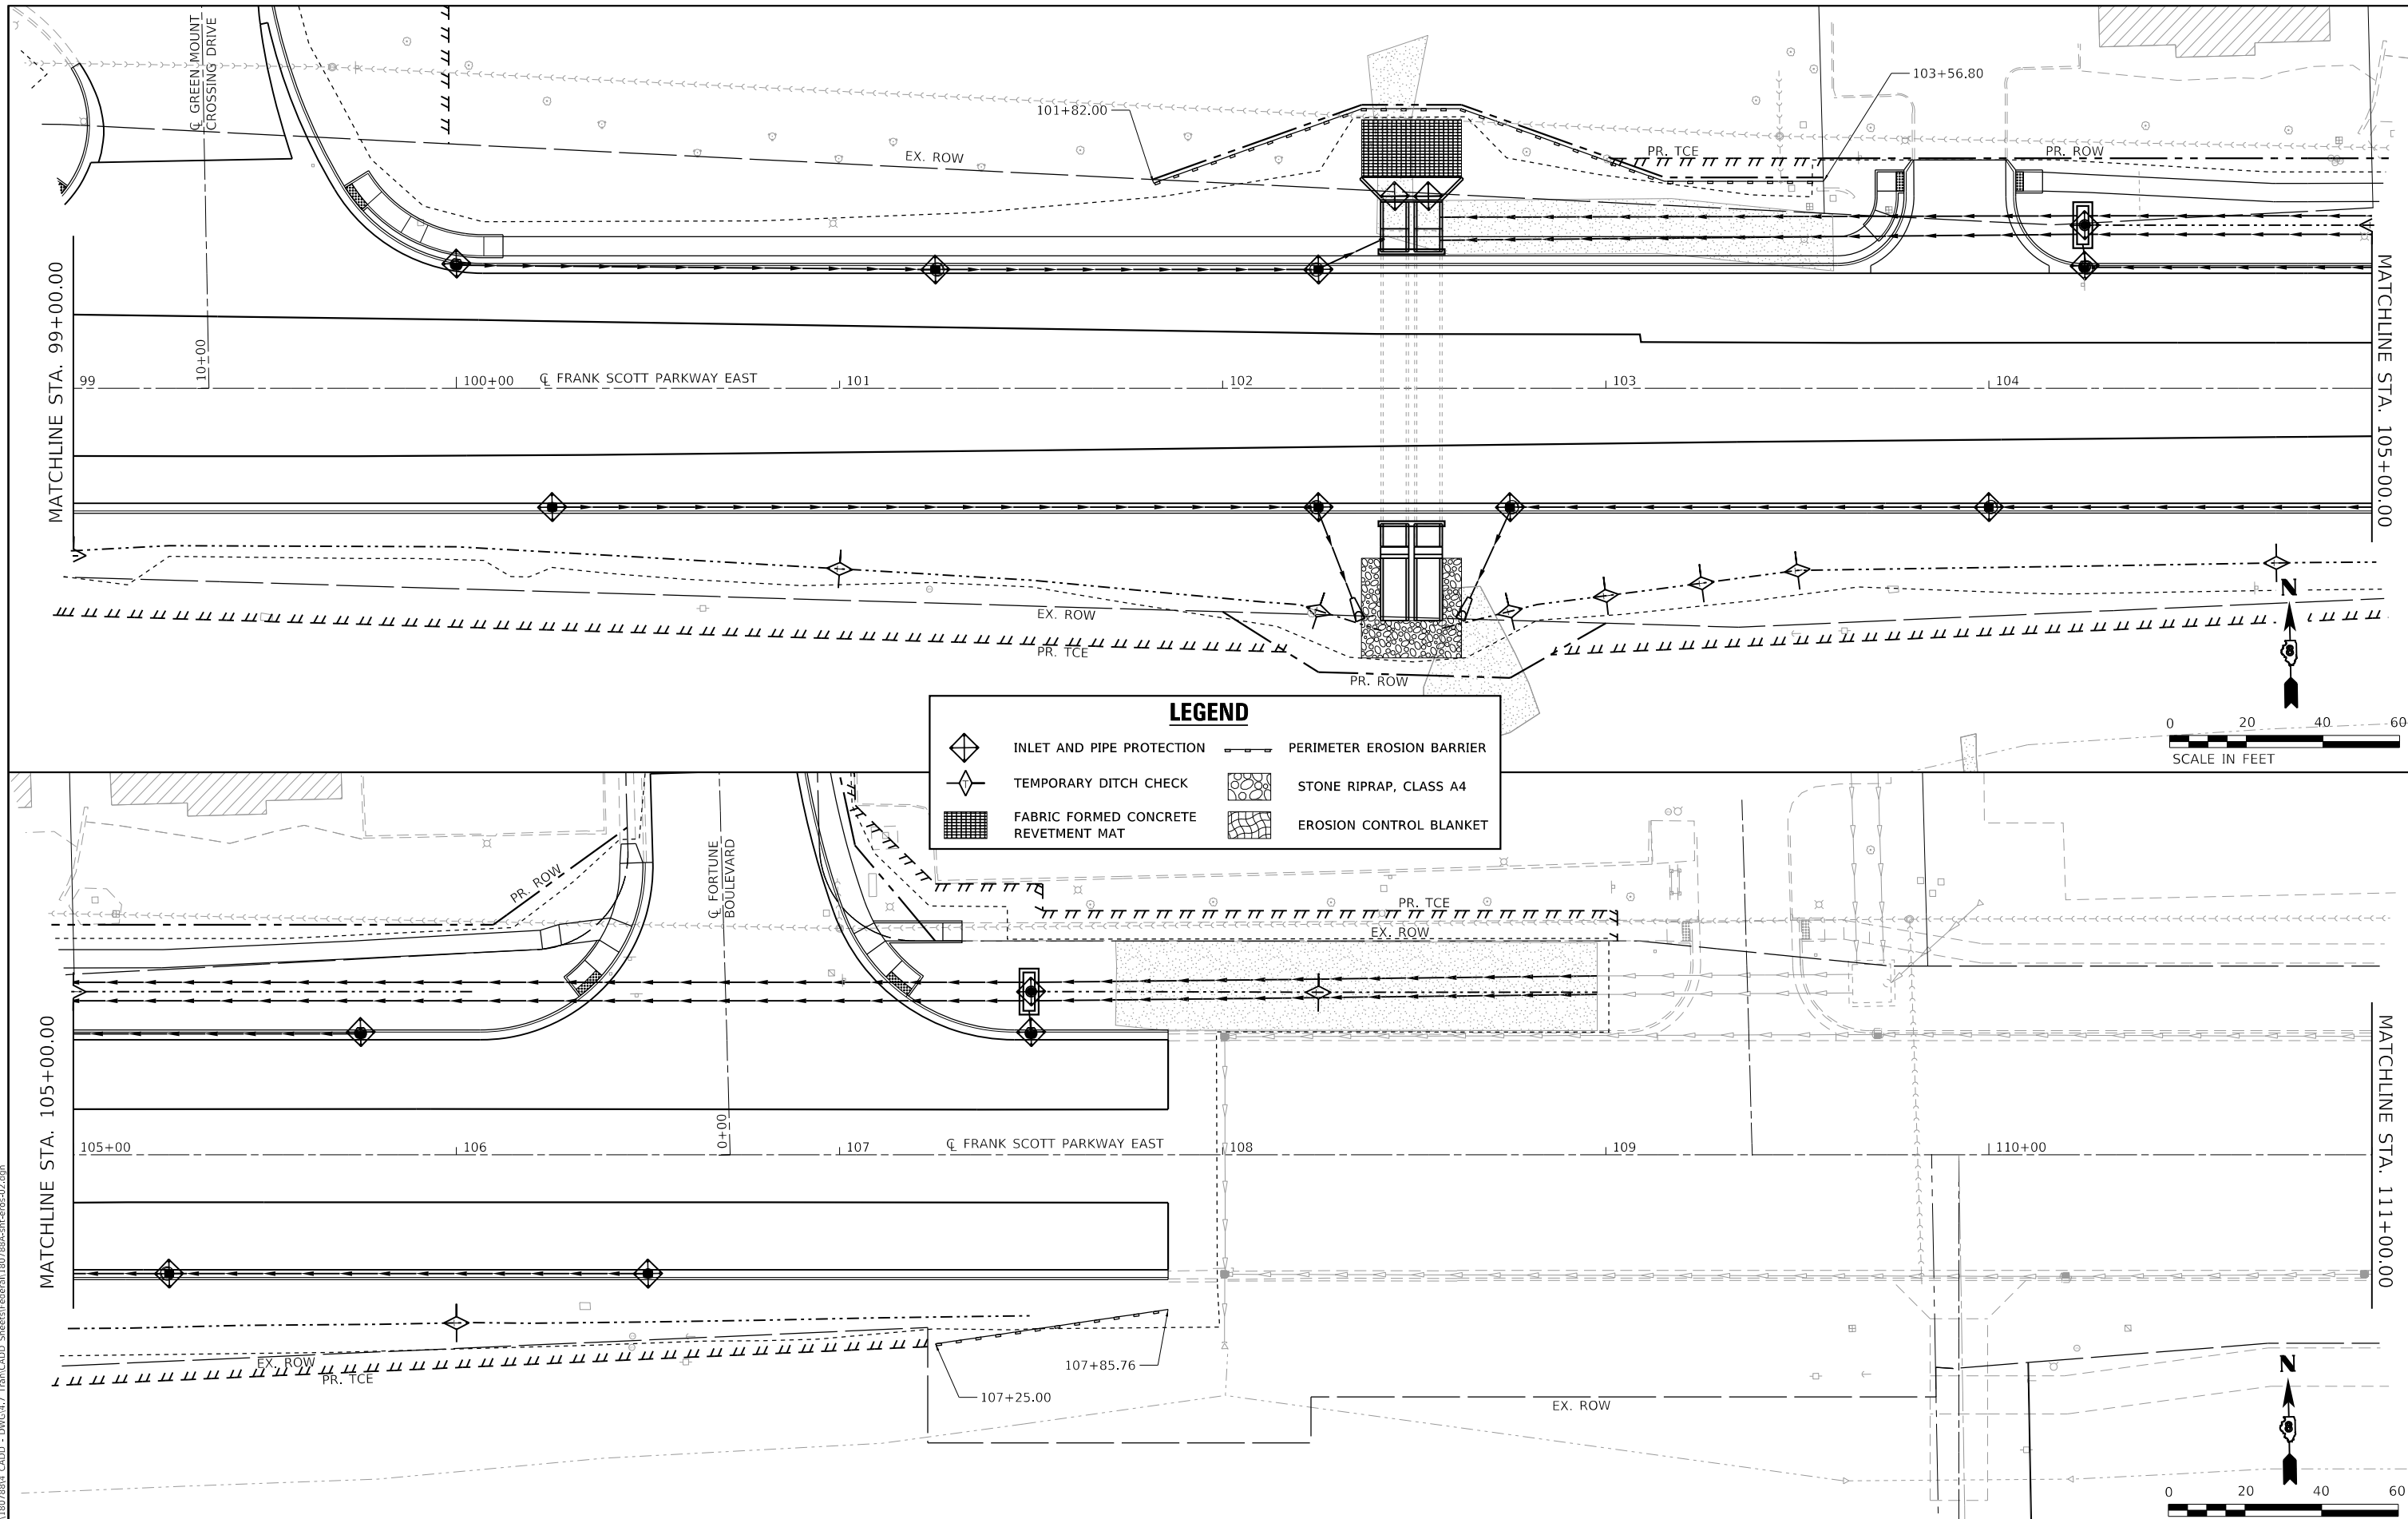 ℄ GREEN MOUNT
CROSSING DRIVE
101+82.00
103+56.80
EX. ROW
PR. TCE
PR. ROW
MATCHLINE STA. 99+00.00
MATCHLINE STA. 105+00.00
10+00
99
100+00
℄ FRANK SCOTT PARKWAY EAST
101
102
103
104
EX. ROW
PR. TCE
PR. ROW
N
8
0 20 40 60
SCALE IN FEET
LEGEND
INLET AND PIPE PROTECTION
PERIMETER EROSION BARRIER
T
TEMPORARY DITCH CHECK
STONE RIPRAP, CLASS A4
FABRIC FORMED CONCRETE
REVETMENT MAT
EROSION CONTROL BLANKET
PR. ROW
℄ FORTUNE
BOULEVARD
PR. TCE
EX. ROW
MATCHLINE STA. 105+00.00
MATCHLINE STA. 111+00.00
105+00
106
0+00
107
℄ FRANK SCOTT PARKWAY EAST
108
109
110+00
EX. ROW
PR. TCE
107+85.76
107+25.00
EX. ROW
N
8
0 20 40 60